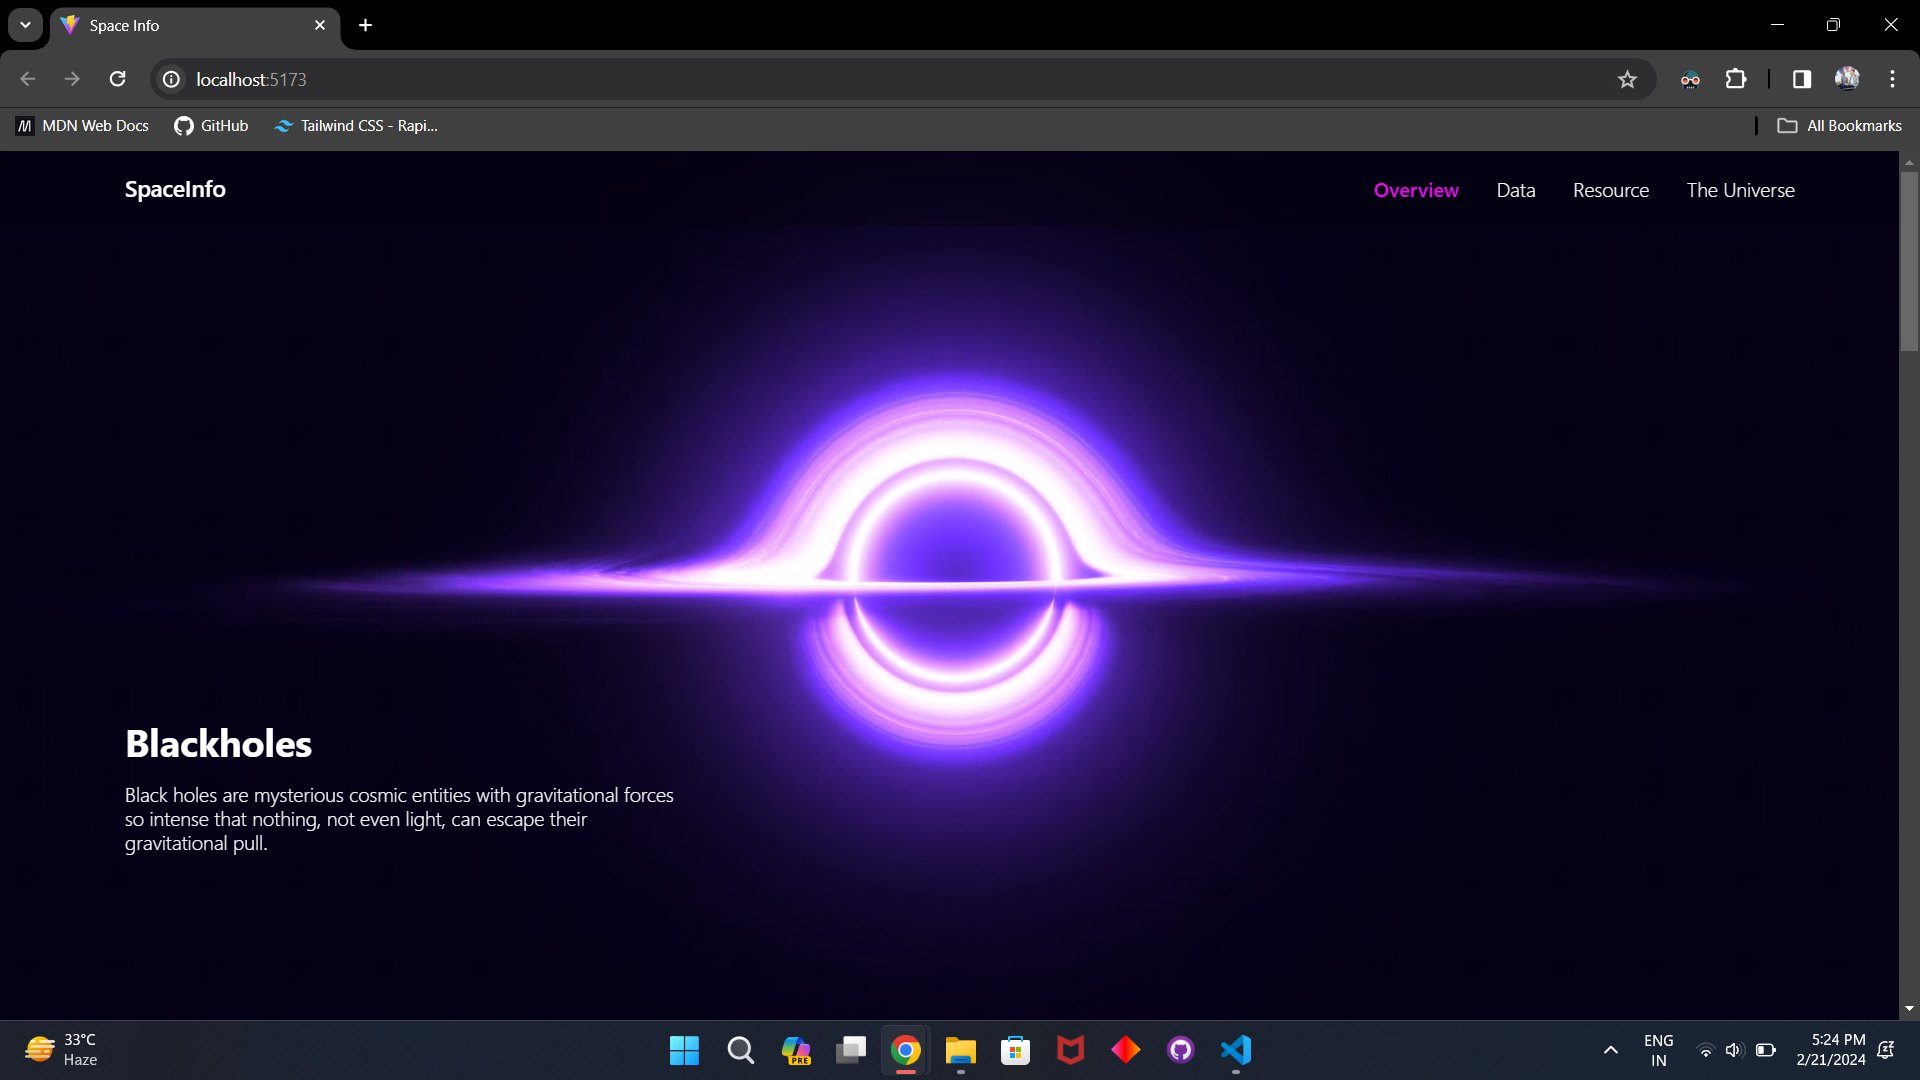 Space Info
localhost:5173
MDN Web Docs
GitHub
Tailwind CSS - Rapi...
All Bookmarks
SpaceInfo
Overview
Data
Resource
The Universe
Blackholes
Black holes are mysterious cosmic entities with gravitational forces
so intense that nothing, not even light, can escape their
gravitational pull.
33°C
Haze
PRE
ENG
IN
5:24 PM
2/21/2024